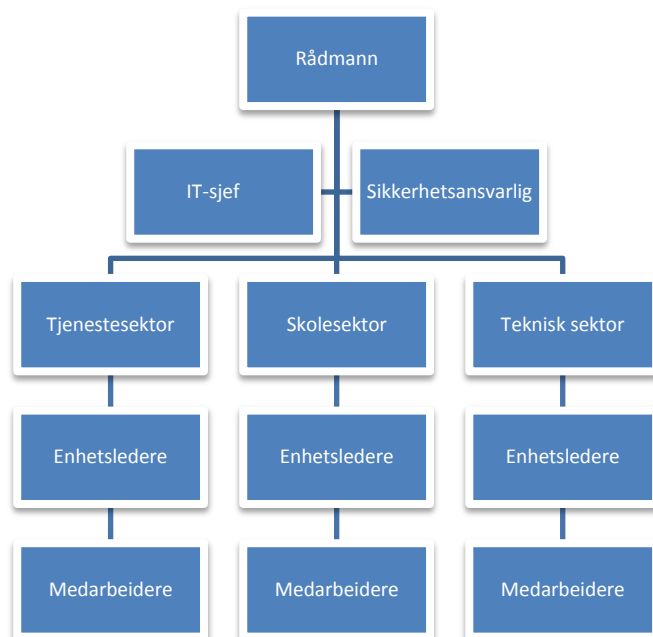 Rådmann
IT-sjef
Sikkerhetsansvarlig
Tjenestesektor
Skolesektor
Teknisk sektor
Enhetsledere
Enhetsledere
Enhetsledere
Medarbeidere
Medarbeidere
Medarbeidere